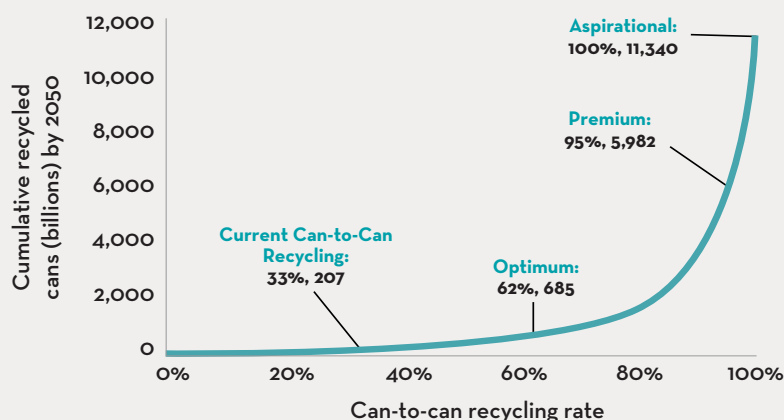 Cumulative recycled
cans (billions) by 2050
12,000
10,000
8,000
6,000
4,000
2,000
0
Aspirational:
100%, 11,340
Premium:
95%, 5,982
Current Can-to-Can
Recycling:
33%, 207
Optimum:
62%, 685
0%
20%
40%
60%
80%
100%
Can-to-can recycling rate